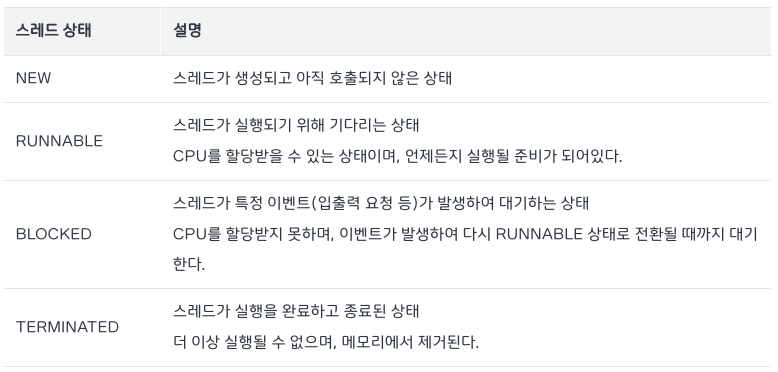 스레드 상태 설명
NEW 스레드가 생성되고 아직 호출되지 않은 상태
RUNNABLE 스레드가 실행되기 위해 기다리는 상태
CPU를 할당받을 수 있는 상태이며, 언제든지 실행될 준비가 되어있다.
BLOCKED 스레드가 특정 이벤트(입출력 요청 등)가 발생하여 대기하는 상태
CPU를 할당받지 못하며, 이벤트가 발생하여 다시 RUNNABLE 상태로 전환될 때까지 대기
한다.
TERMINATED 스레드가 실행을 완료하고 종료된 상태
더 이상 실행될 수 없으며, 메모리에서 제거된다.